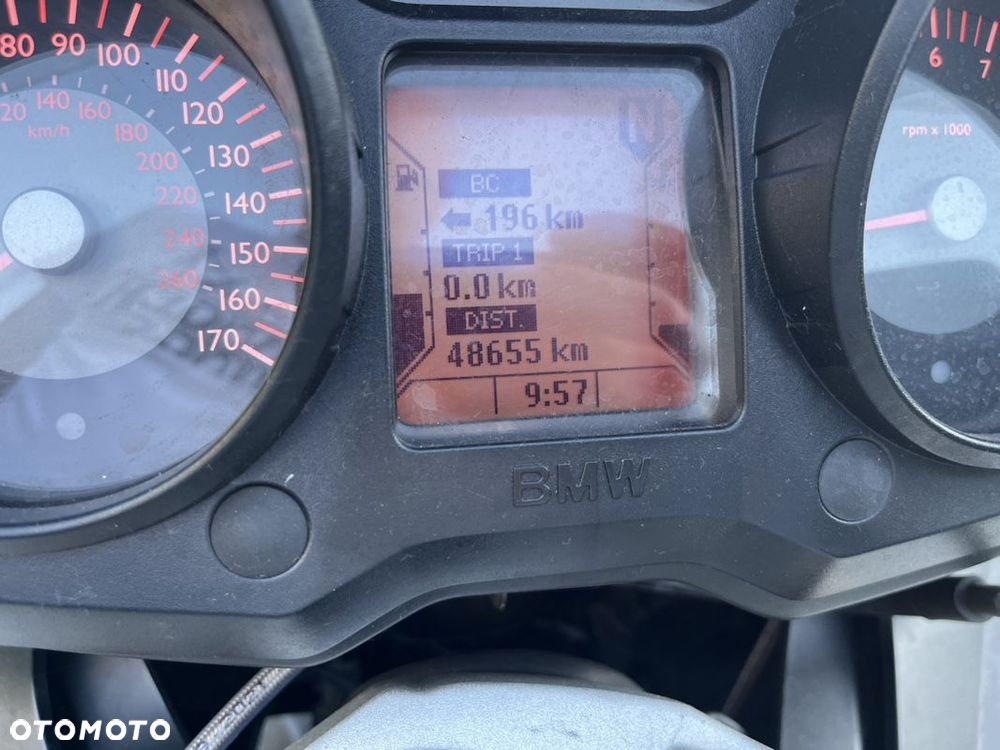 80 90 100 110 120 130 140 150 160 170
20 140 160 180 200 220 240 260
km/h
N
BC
196 km
TRIP 1
0.0 km
DIST.
48655 km
9:57
6 7
rpm x 1000
BMW
OTOMOTO